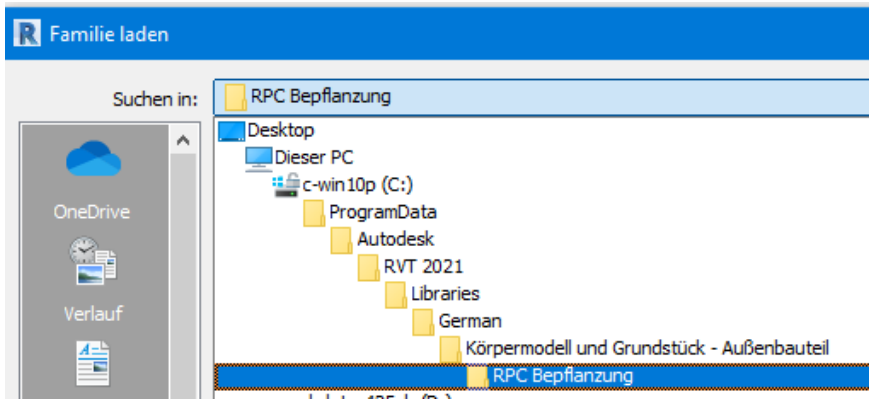 R Familie laden
Suchen in: RPC Bepflanzung
Desktop
Dieser PC
c-win10p (C:)
OneDrive
ProgramData
Autodesk
RVT 2021
Libraries
Verlauf
German
Körpermodell und Grundstück - Außenbauteil
RPC Bepflanzung